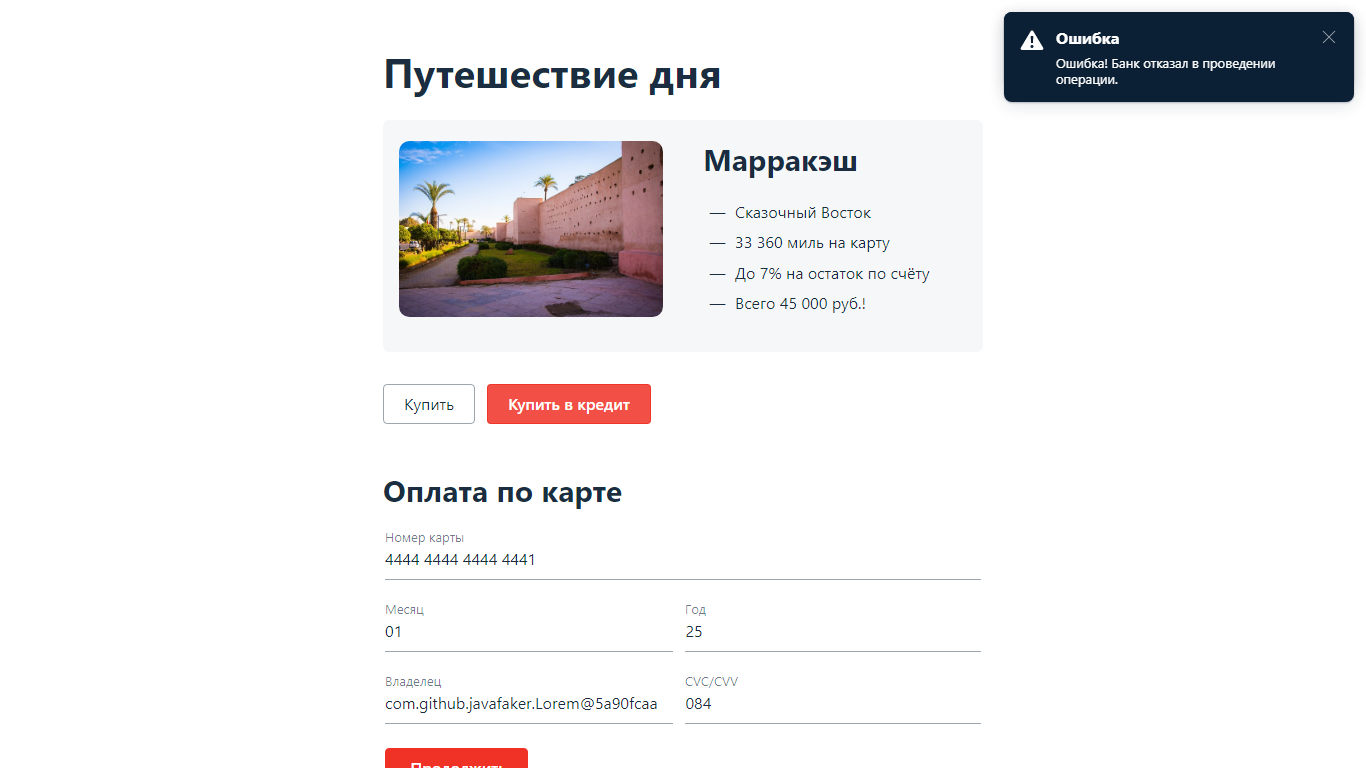 Ошибка
Ошибка! Банк отказал в проведении
операции.
Путешествие дня
Марракэш
— Сказочный Восток
— 33 360 миль на карту
— До 7% на остаток по счёту
— Всего 45 000 руб.!
Купить
Купить в кредит
Оплата по карте
Номер карты
4444 4444 4444 4441
Месяц
Год
01
25
Владелец
CVC/CVV
com.github.javafaker.Lorem@5a90fcaa
084
Продолжить